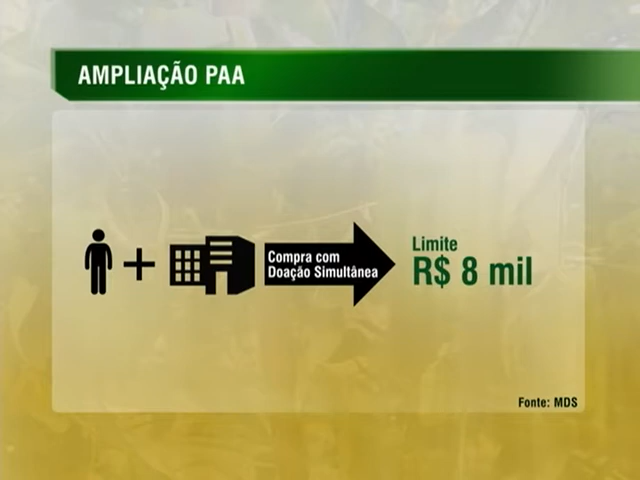 AMPLIAÇÃO PAA
Compra com
Doação Simultânea
Limite
R$ 8 mil
Fonte: MDS